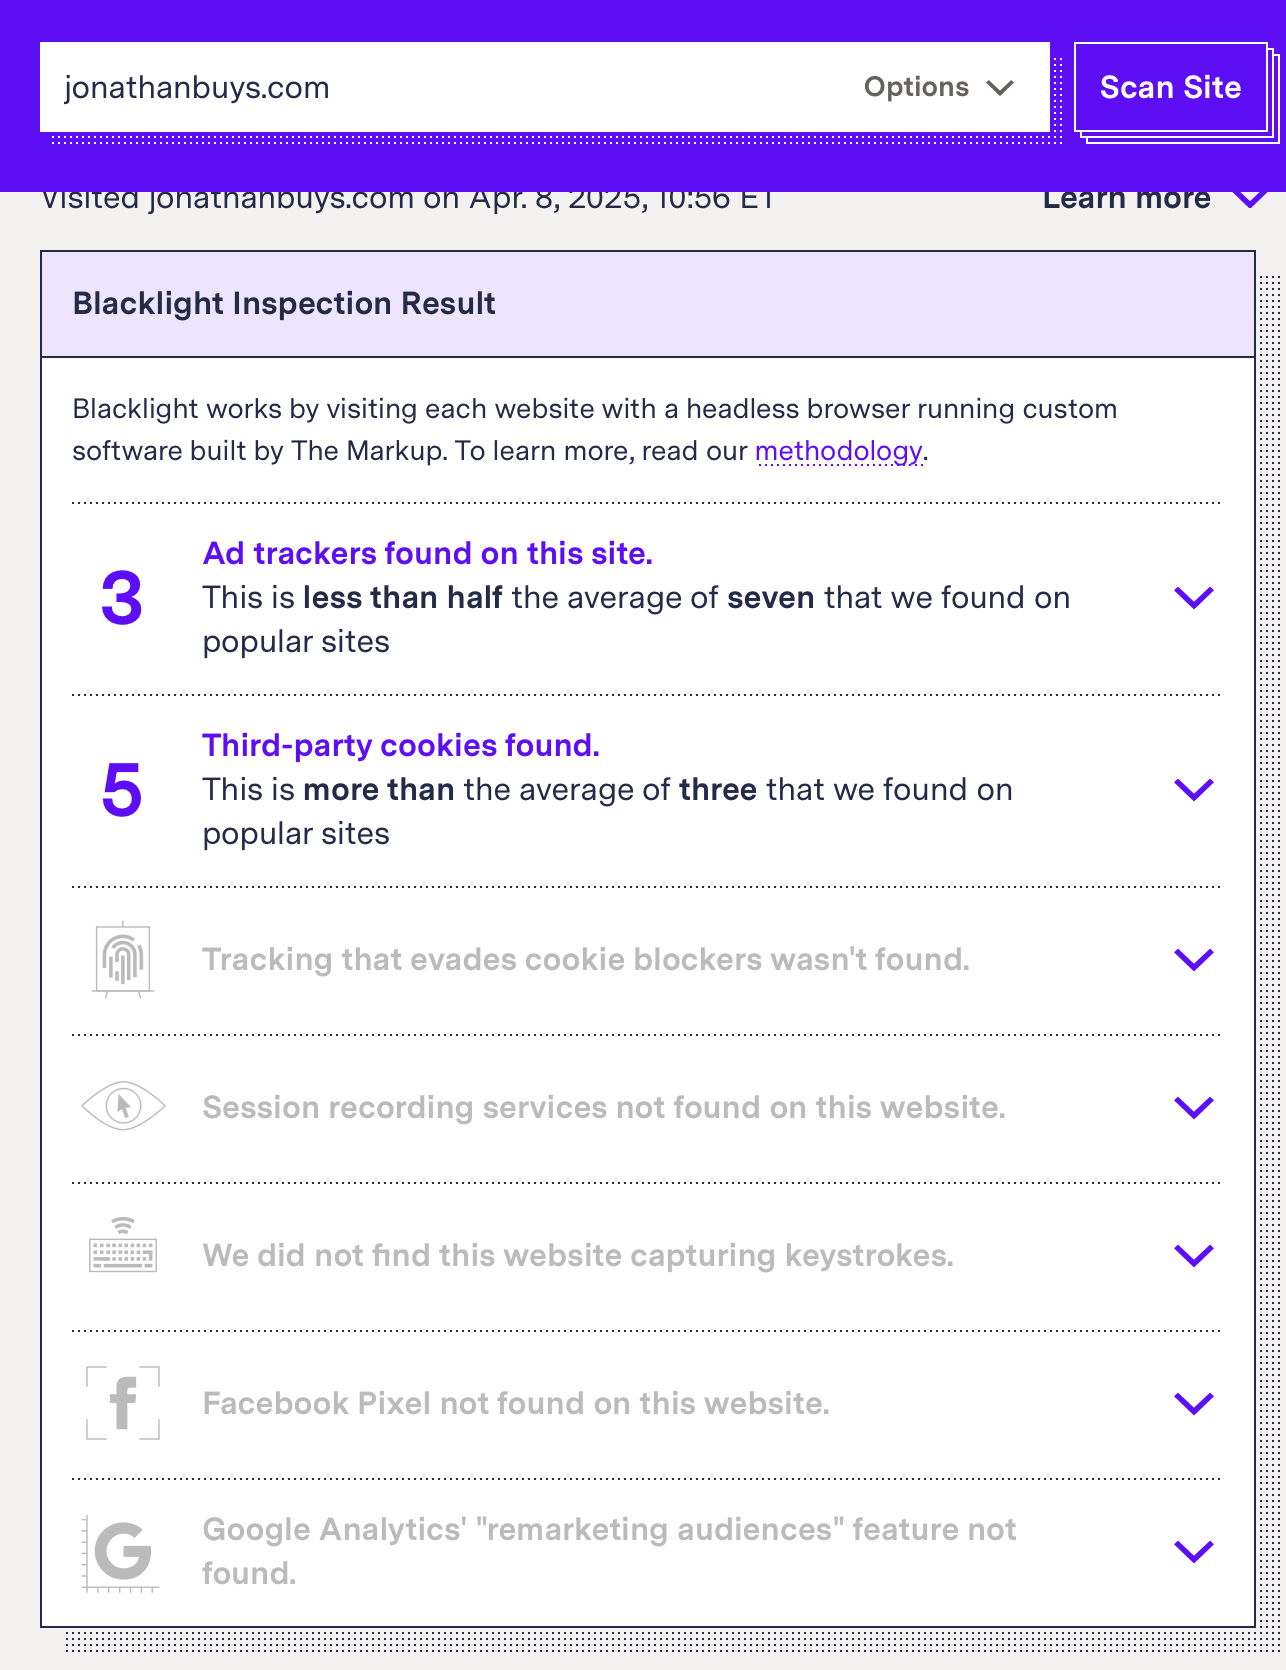 jonathanbuys.com
Options
Scan Site
Visited jonathanbuys.com on Apr. 8, 2025, 10:56 ET
Learn more
Blacklight Inspection Result
Blacklight works by visiting each website with a headless browser running custom
software built by The Markup. To learn more, read our methodology.
3
Ad trackers found on this site.
This is less than half the average of seven that we found on
popular sites
5
Third-party cookies found.
This is more than the average of three that we found on
popular sites
Tracking that evades cookie blockers wasn't found.
Session recording services not found on this website.
We did not find this website capturing keystrokes.
Facebook Pixel not found on this website.
Google Analytics' "remarketing audiences" feature not
found.